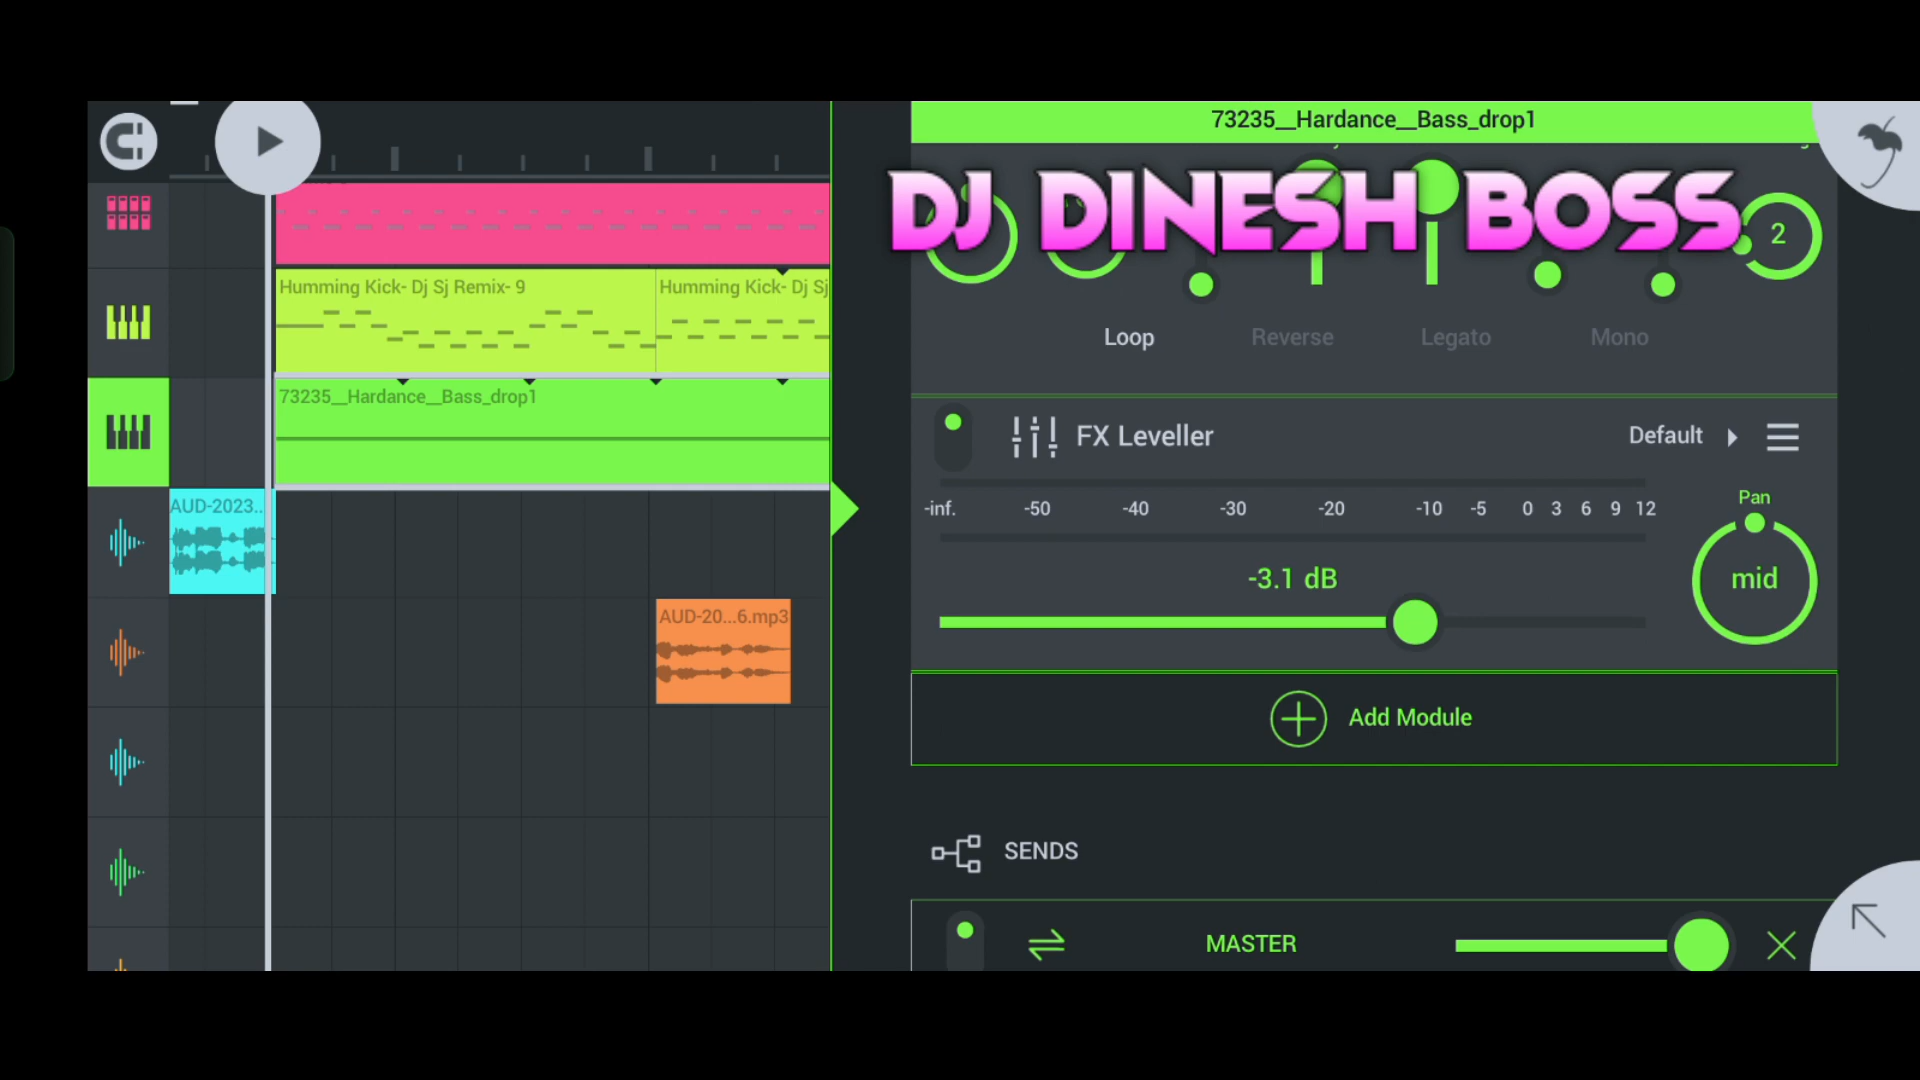 73235__Hardance__Bass_drop1
DJ DINESH BOSS
2
Humming Kick- Dj Sj Remix- 9
Humming Kick- Dj Sj
Loop
Reverse
Legato
Mono
73235__Hardance__Bass_drop1
FX Leveller
Default
AUD-2023..
-inf. -50 -40 -30 -20 -10 -5 0 3 6 9 12
Pan
-3.1 dB
mid
AUD-20...6.mp3
Add Module
SENDS
MASTER